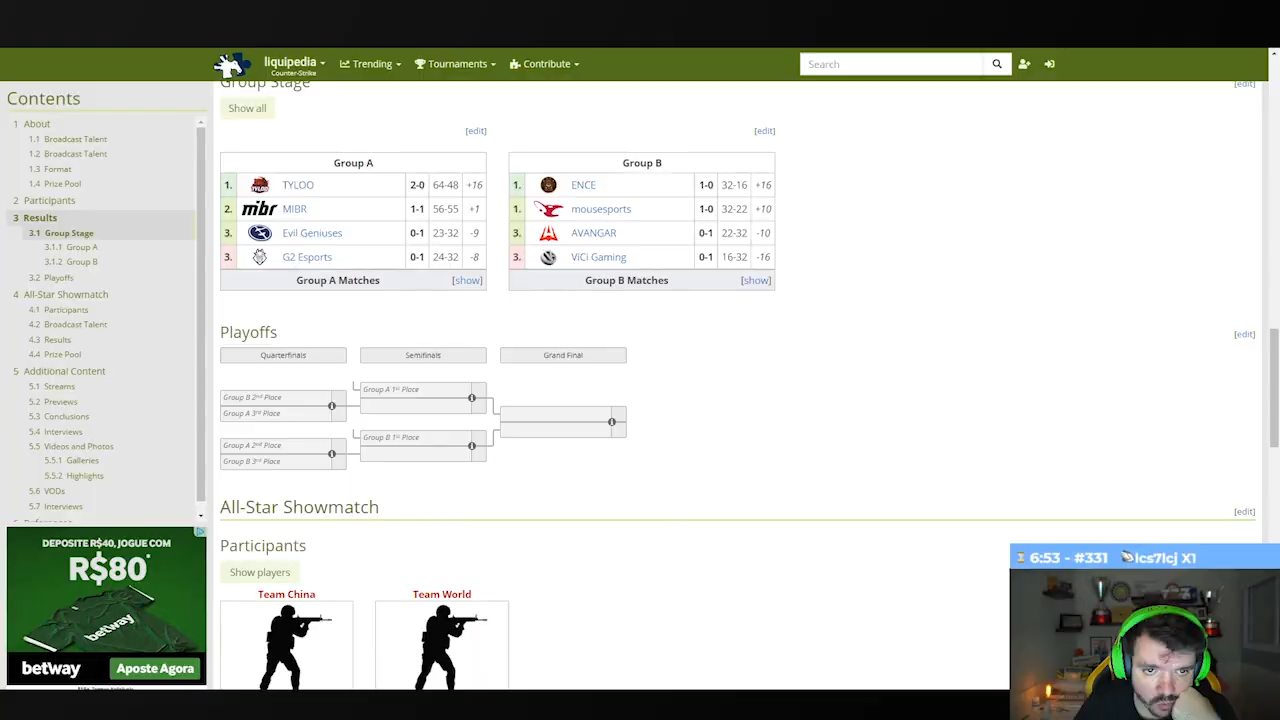 liquipedia
Counter-Strike
Trending
Tournaments
Contribute
Search
Contents
1 About
1.1 Broadcast Talent
1.2 Broadcast Talent
1.3 Format
1.4 Prize Pool
2 Participants
3 Results
3.1 Group Stage
3.1.1 Group A
3.1.2 Group B
3.2 Playoffs
4 All-Star Showmatch
4.1 Participants
4.2 Broadcast Talent
4.3 Results
4.4 Prize Pool
5 Additional Content
5.1 Streams
5.2 Previews
5.3 Conclusions
5.4 Interviews
5.5 Videos and Photos
5.5.1 Galleries
5.5.2 Highlights
5.6 VODs
5.7 Interviews
DEPOSITE R$40, JOGUE COM
R$80*
betway
betway Aposte Agora
Group Stage [edit]
Show all
[edit] [edit]
Group A
1. TYLOO 2-0 64-48 +16
2. mibr MIBR 1-1 56-55 +1
3. Evil Geniuses 0-1 23-32 -9
3. G2 Esports 0-1 24-32 -8
Group A Matches [show]
Group B
1. ENCE 1-0 32-16 +16
1. mousesports 1-0 32-22 +10
3. AVANGAR 0-1 22-32 -10
3. ViCi Gaming 0-1 16-32 -16
Group B Matches [show]
Playoffs [edit]
Quarterfinals Semifinals Grand Final
Group B 2nd Place
Group A 3rd Place
Group A 2nd Place
Group B 3rd Place
Group A 1st Place
Group B 1st Place
All-Star Showmatch [edit]
Participants
Show players
Team China Team World
6:53 - #331 lcs7lcj X1